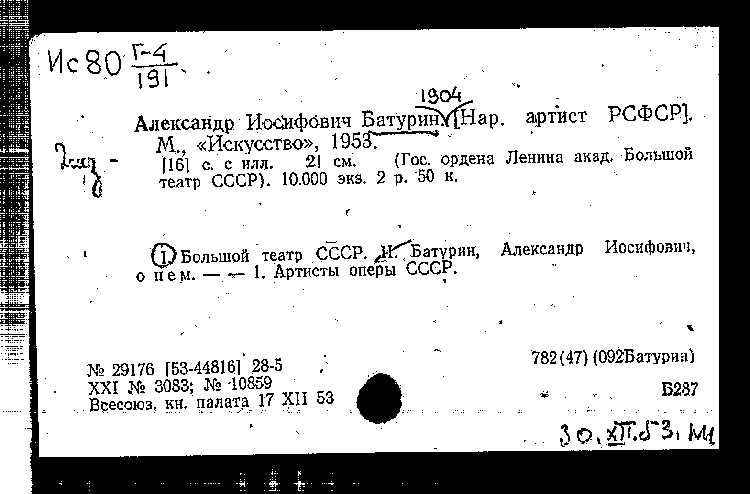 Ис 80 Г-4
191
1904
Александр Иосифович Батурин. [Нар. артист РСФСР].
М., «Искусство», 1953.
[16] с. с илл. 21 см. (Гос. ордена Ленина акад. Большой
театр СССР). 10.000 экз. 2 р. 50 к.
I Большой театр СССР. II. Батурин, Александр Иосифович,
о нем. — — 1. Артисты оперы СССР.
№ 29176 [53-44816] 28-5
XXI № 3083; № 10859
Всесоюз. кн. палата 17 XII 53
782(47)(092Батурин)
Б287
30.XII.53.